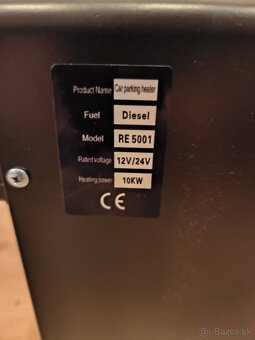 Product Name Car parking heater
Fuel Diesel
Model RE 5001
Rated voltage 12V/24V
Heating power 10KW
CE
© Bazos.sk